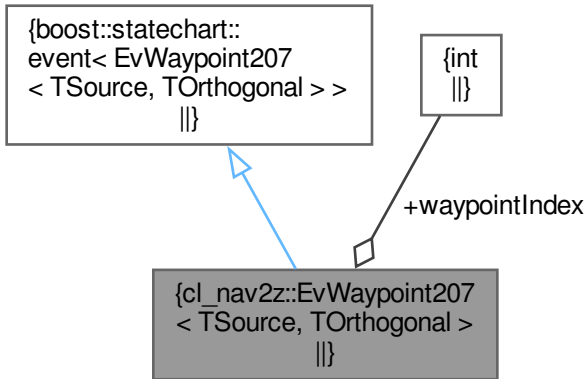 {boost::statechart::
event< EvWaypoint207
< TSource, TOrthogonal > >
||}
{int
||}
+waypointIndex
{cl_nav2z::EvWaypoint207
< TSource, TOrthogonal >
||}